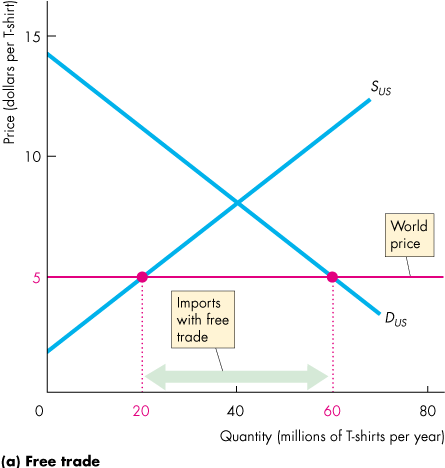 Price (dollars per T-shirt)
15
10
5
S_US
World
price
Imports
with free
trade
D_US
0
20
40
60
80
Quantity (millions of T-shirts per year)
(a) Free trade